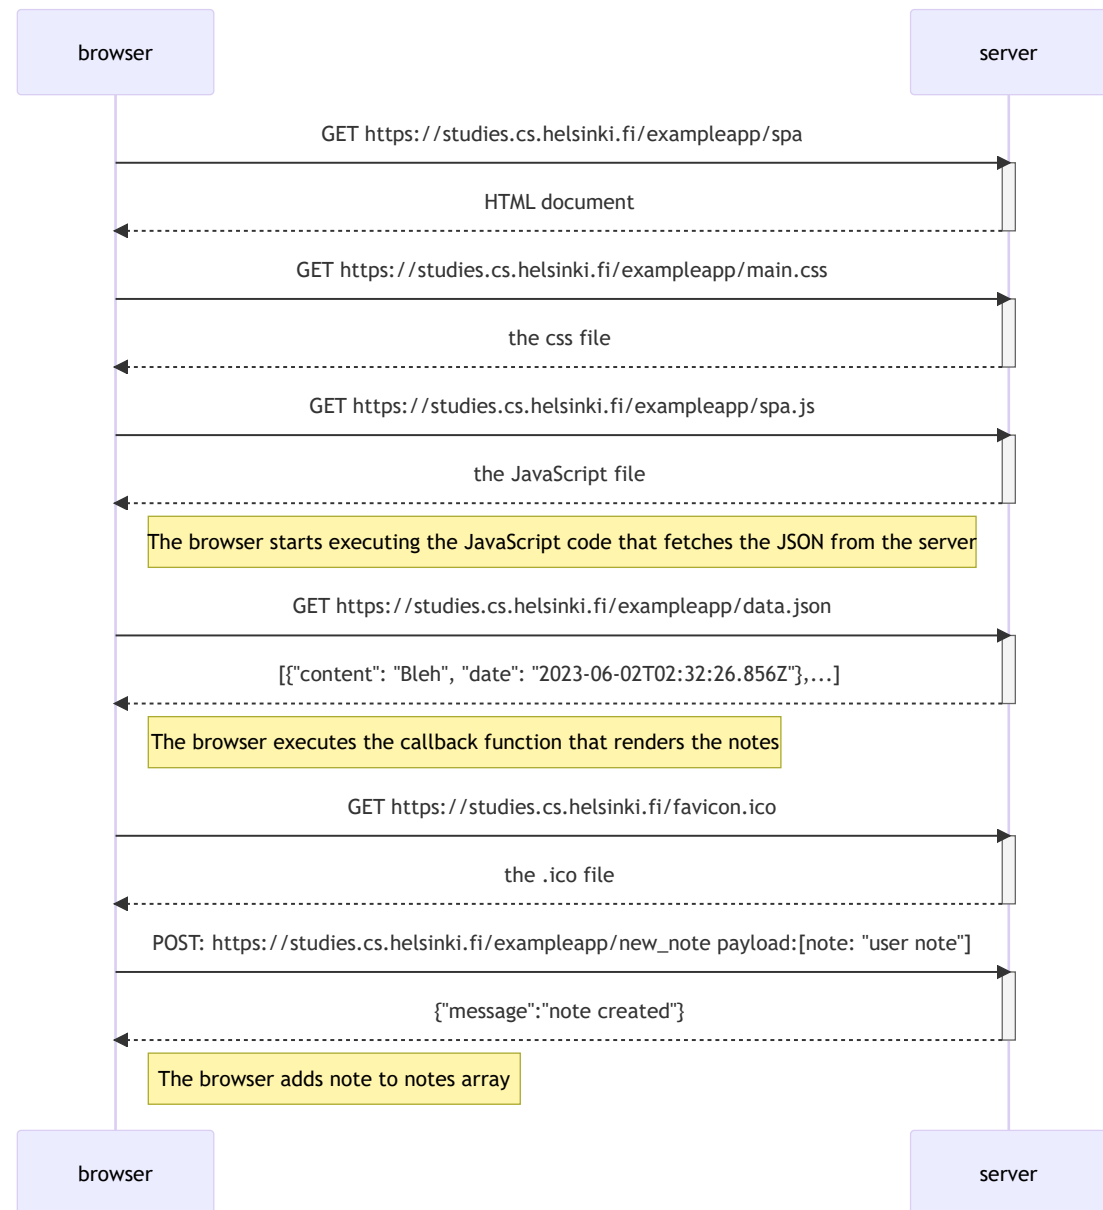 browser
server
GET https://studies.cs.helsinki.fi/exampleapp/spa
HTML document
GET https://studies.cs.helsinki.fi/exampleapp/main.css
the css file
GET https://studies.cs.helsinki.fi/exampleapp/spa.js
the JavaScript file
The browser starts executing the JavaScript code that fetches the JSON from the server
GET https://studies.cs.helsinki.fi/exampleapp/data.json
[{"content": "Bleh", "date": "2023-06-02T02:32:26.856Z"},...]
The browser executes the callback function that renders the notes
GET https://studies.cs.helsinki.fi/favicon.ico
the .ico file
POST: https://studies.cs.helsinki.fi/exampleapp/new_note payload:[note: "user note"]
{"message":"note created"}
The browser adds note to notes array
browser
server